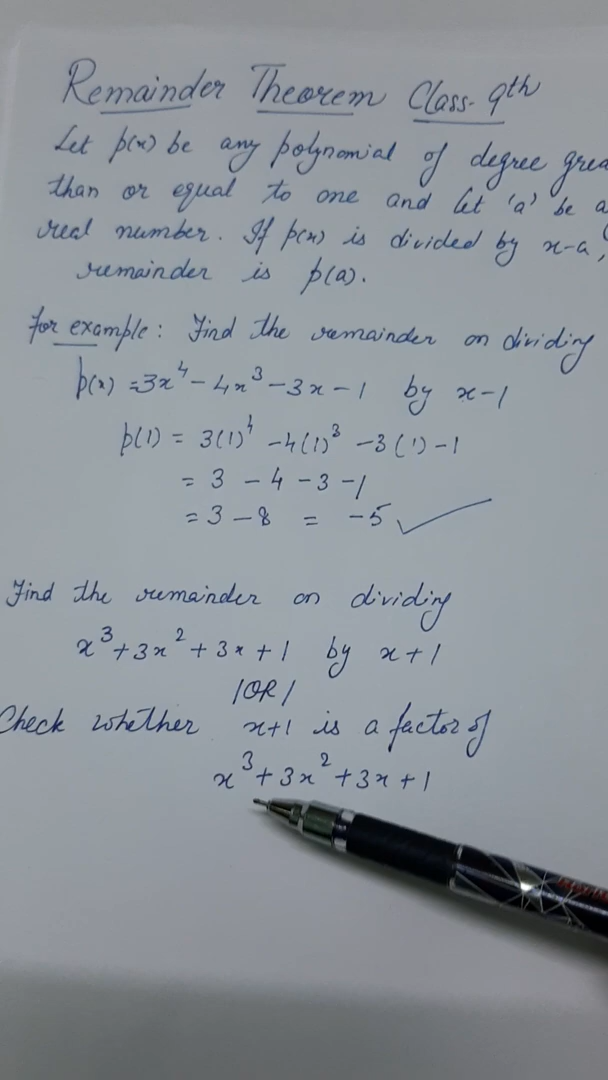 Remainder Theorem Class-9th
Let p(x) be any polynomial of degree grea
than or equal to one and let 'a' be a
real number. If p(x) is divided by x-a,
remainder is p(a).
For example: Find the remainder on dividing
p(x) = 3x⁴ - 4x³ - 3x - 1 by x-1
p(1) = 3(1)⁴ - 4(1)³ - 3(1) - 1
= 3 - 4 - 3 - 1
= 3 - 8 = -5 ✓
Find the remainder on dividing
x³ + 3x² + 3x + 1 by x+1
|OR|
Check whether x+1 is a factor of
x³ + 3x² + 3x + 1